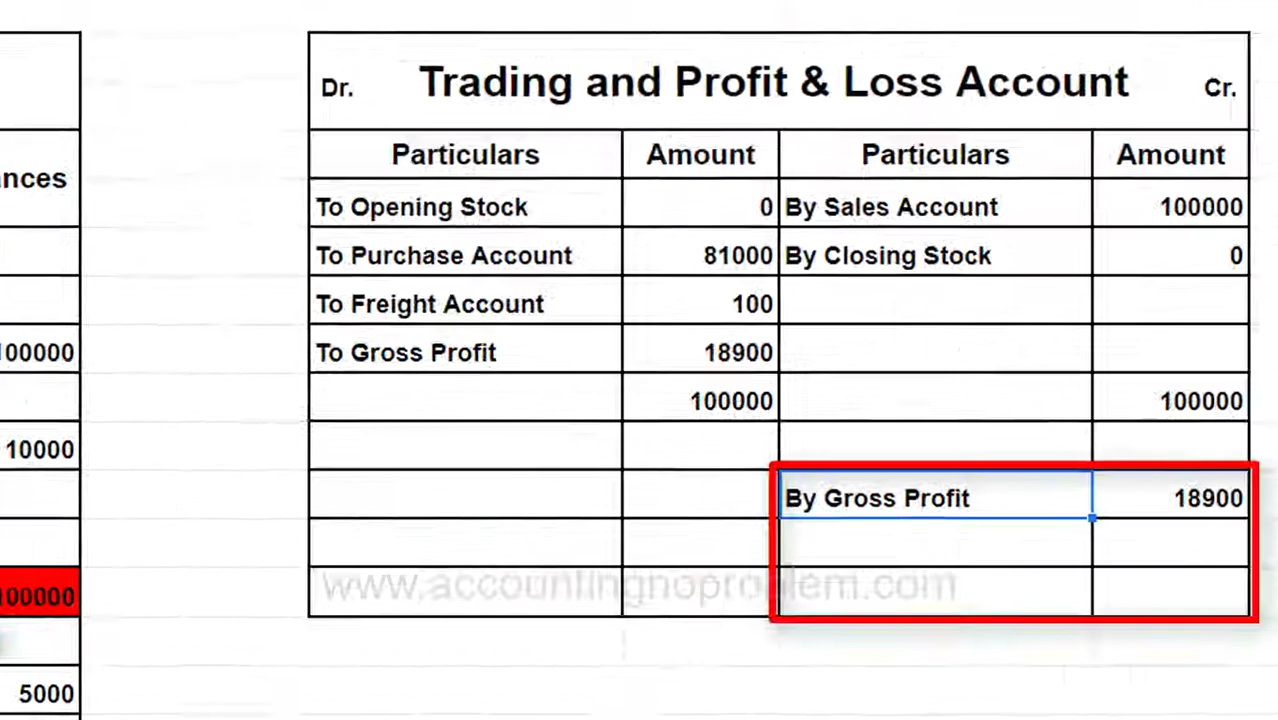 Dr. Trading and Profit & Loss Account Cr.
Particulars Amount Particulars Amount
To Opening Stock 0 By Sales Account 100000
To Purchase Account 81000 By Closing Stock 0
To Freight Account 100
To Gross Profit 18900
100000 100000
By Gross Profit 18900
www.accountingnoproblem.com
100000
10000
100000
5000